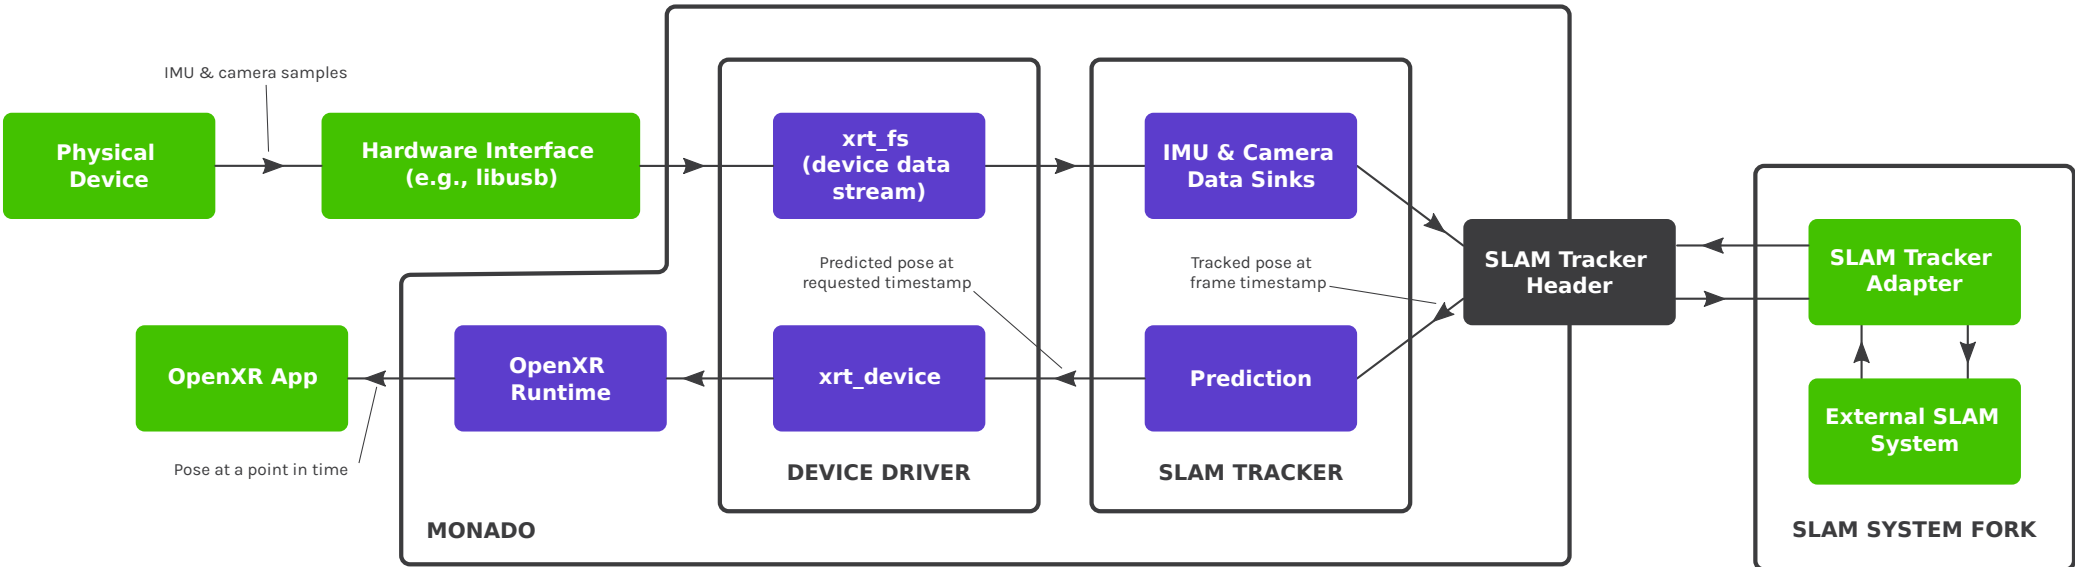 IMU & camera samples
Physical
Device
Hardware Interface
(e.g., libusb)
xrt_fs
(device data
stream)
IMU & Camera
Data Sinks
SLAM Tracker
Header
SLAM Tracker
Adapter
External SLAM
System
SLAM SYSTEM FORK
Tracked pose at
frame timestamp
Prediction
SLAM TRACKER
Predicted pose at
requested timestamp
xrt_device
DEVICE DRIVER
OpenXR
Runtime
MONADO
OpenXR App
Pose at a point in time